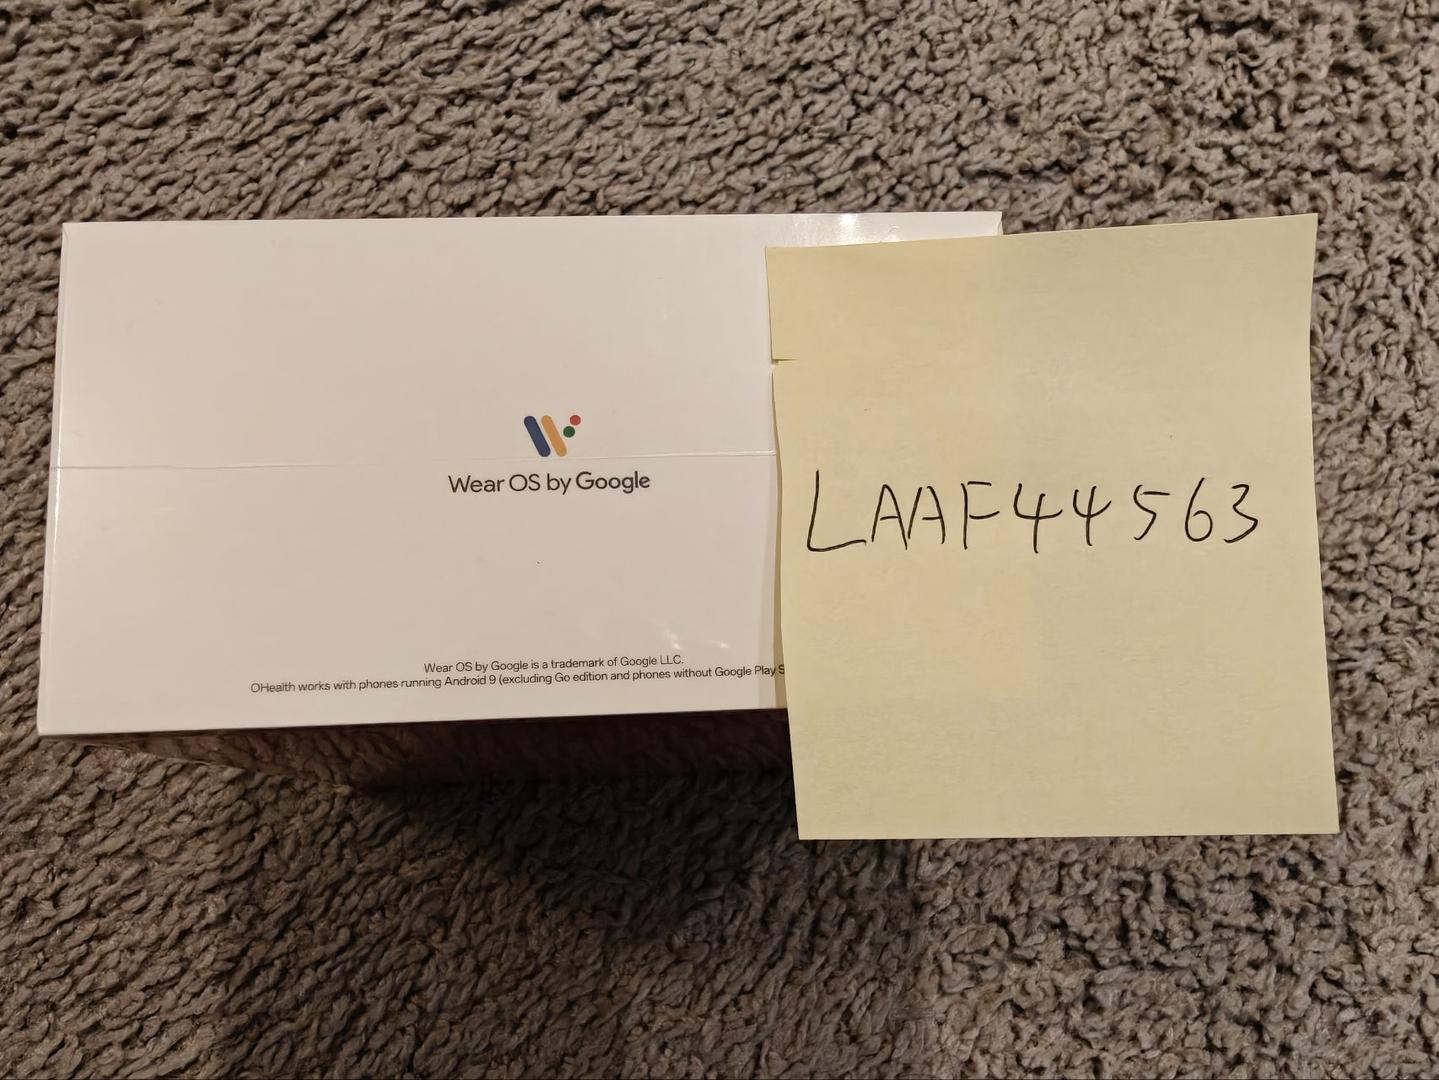 Wear OS by Google
Wear OS by Google is a trademark of Google LLC.
OHealth works with phones running Android 9 (excluding Go edition and phones without Google Play
LAAF44563